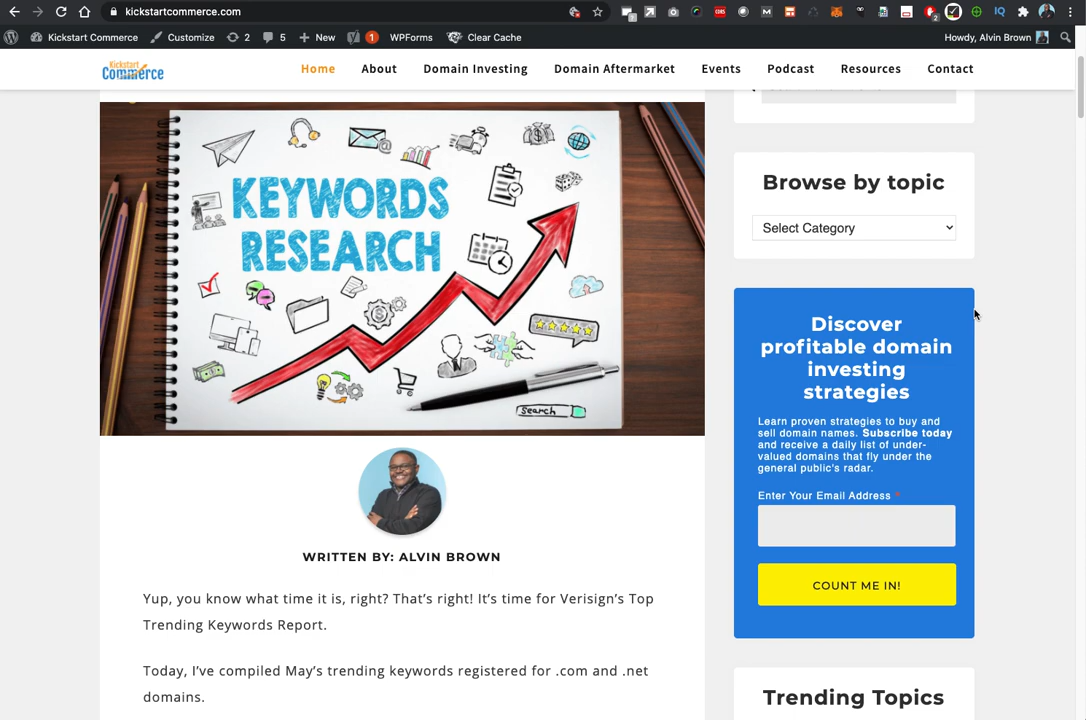 kickstartcommerce.com
Kickstart Commerce
Customize
2
5
New
1
WPForms
Clear Cache
Howdy, Alvin Brown
Kickstart
Commerce
Home
About
Domain Investing
Domain Aftermarket
Events
Podcast
Resources
Contact
KEYWORDS
RESEARCH
Search
WRITTEN BY: ALVIN BROWN
Yup, you know what time it is, right? That's right! It's time for Verisign's Top
Trending Keywords Report.
Today, I've compiled May's trending keywords registered for .com and .net
domains.
Browse by topic
Select Category
Discover
profitable domain
investing
strategies
Learn proven strategies to buy and
sell domain names. Subscribe today
and receive a daily list of under-
valued domains that fly under the
general public's radar.
Enter Your Email Address *
COUNT ME IN!
Trending Topics